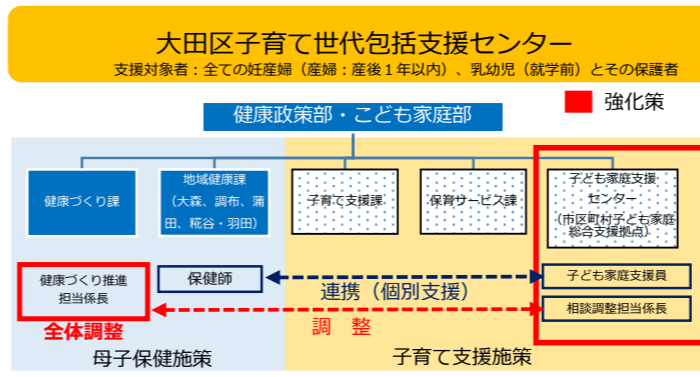 大田区子育て世代包括支援センター
支援対象者：全ての妊産婦（産婦：産後１年以内）、乳幼児（就学前）とその保護者
強化策
健康政策部・こども家庭部
健康づくり課
地域健康課
（大森、調布、蒲
田、糀谷・羽田）
子育て支援課
保育サービス課
子ども家庭支援
センター
（市区町村子ども家庭
総合支援拠点）
健康づくり推進
担当係長
保健師
連携（個別支援）
子ども家庭支援員
相談調整担当係長
全体調整
調　整
母子保健施策
子育て支援施策